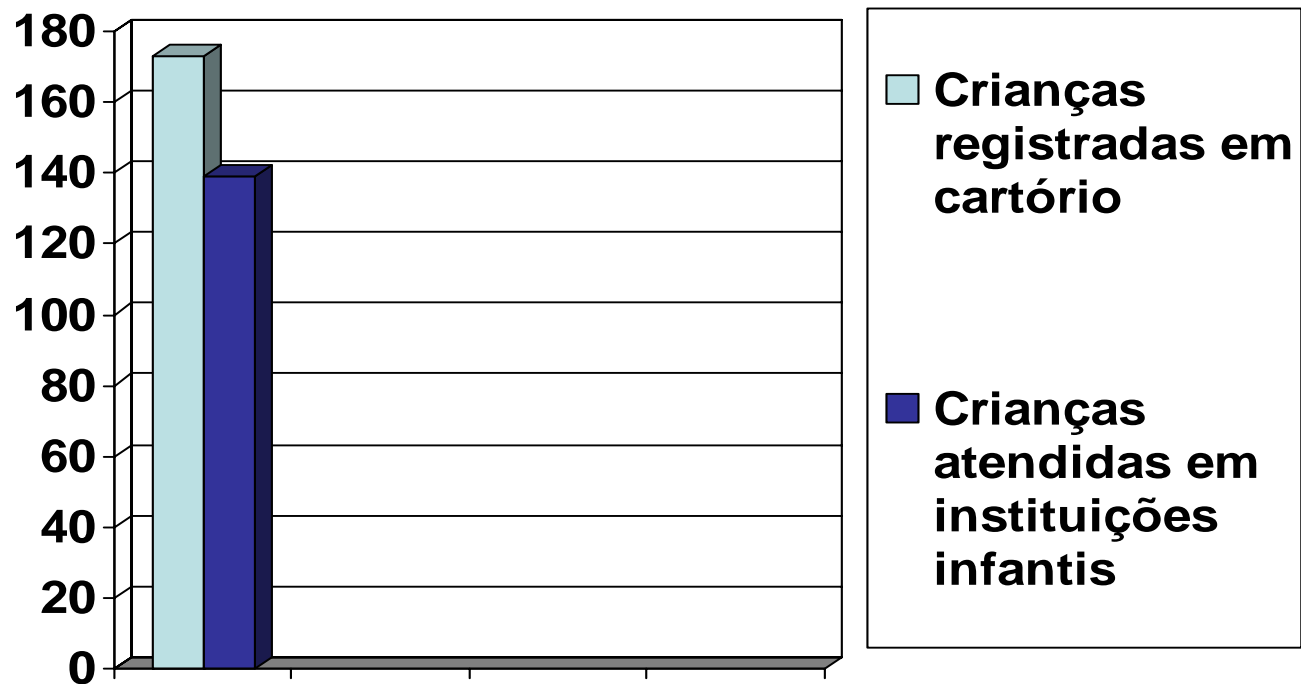 180
160
140
120
100
80
60
40
20
0
Crianças
registradas em
cartório
Crianças
atendidas em
instituições
infantis